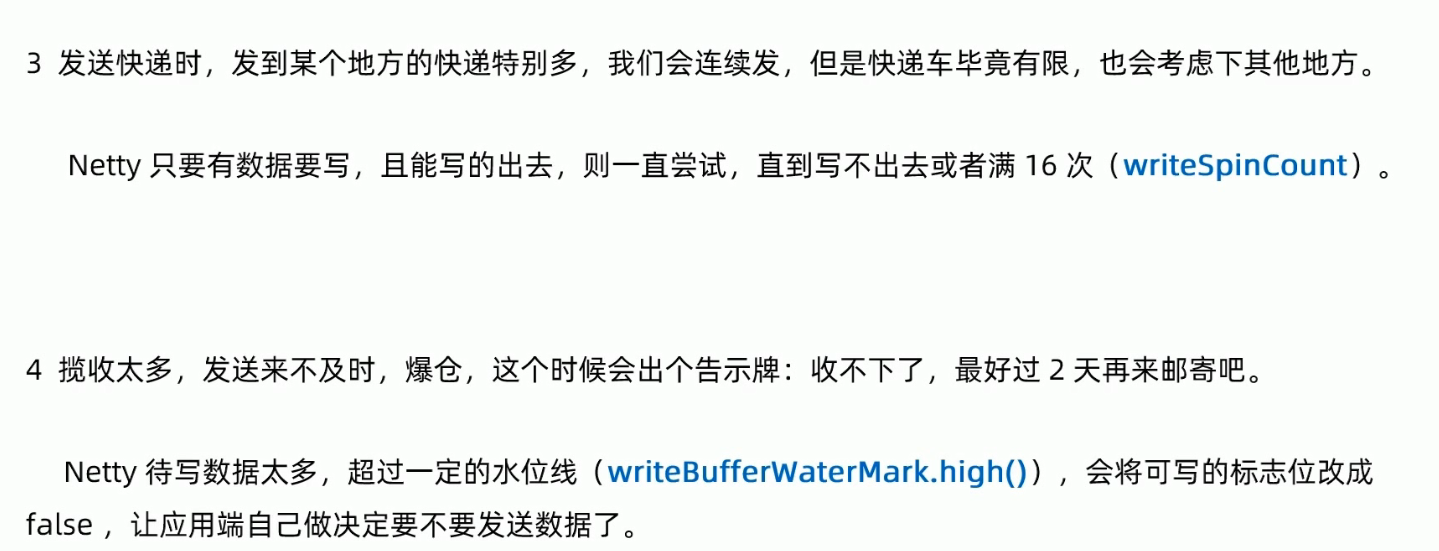 3 发送快递时，发到某个地方的快递特别多，我们会连续发，但是快递车毕竟有限，也会考虑下其他地方。
Netty 只要有数据要写，且能写的出去，则一直尝试，直到写不出去或者满 16 次（writeSpinCount）。
4 揽收太多，发送来不及时，爆仓，这个时候会出个告示牌：收不下了，最好过 2 天再来邮寄吧。
Netty 待写数据太多，超过一定的水位线（writeBufferWaterMark.high()），会将可写的标志位改成
false ，让应用端自己做决定要不要发送数据了。